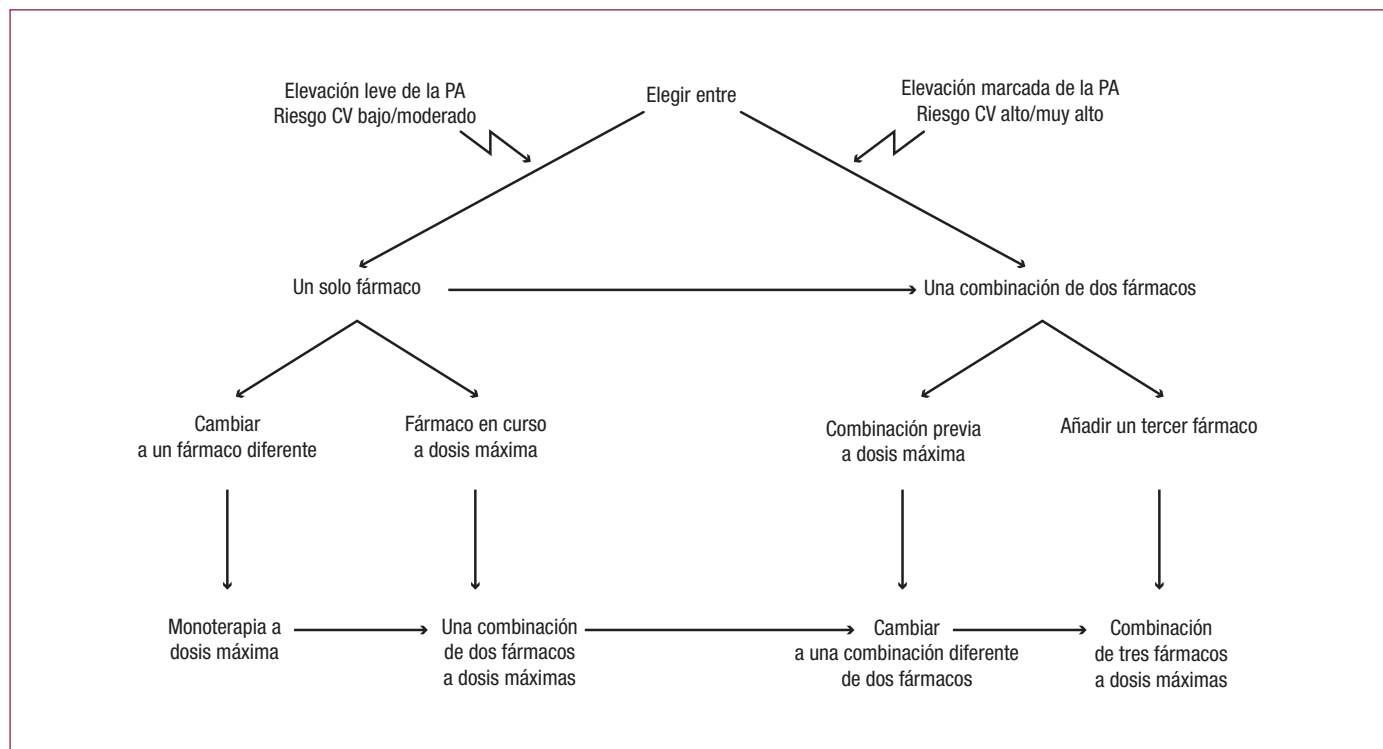 Elevación leve de la PA
Riesgo CV bajo/moderado
Elegir entre
Elevación marcada de la PA
Riesgo CV alto/muy alto
Un solo fármaco
Una combinación de dos fármacos
Cambiar
a un fármaco diferente
Fármaco en curso
a dosis máxima
Combinación previa
a dosis máxima
Añadir un tercer fármaco
Monoterapia a
dosis máxima
Una combinación
de dos fármacos
a dosis máximas
Cambiar
a una combinación diferente
de dos fármacos
Combinación
de tres fármacos
a dosis máximas